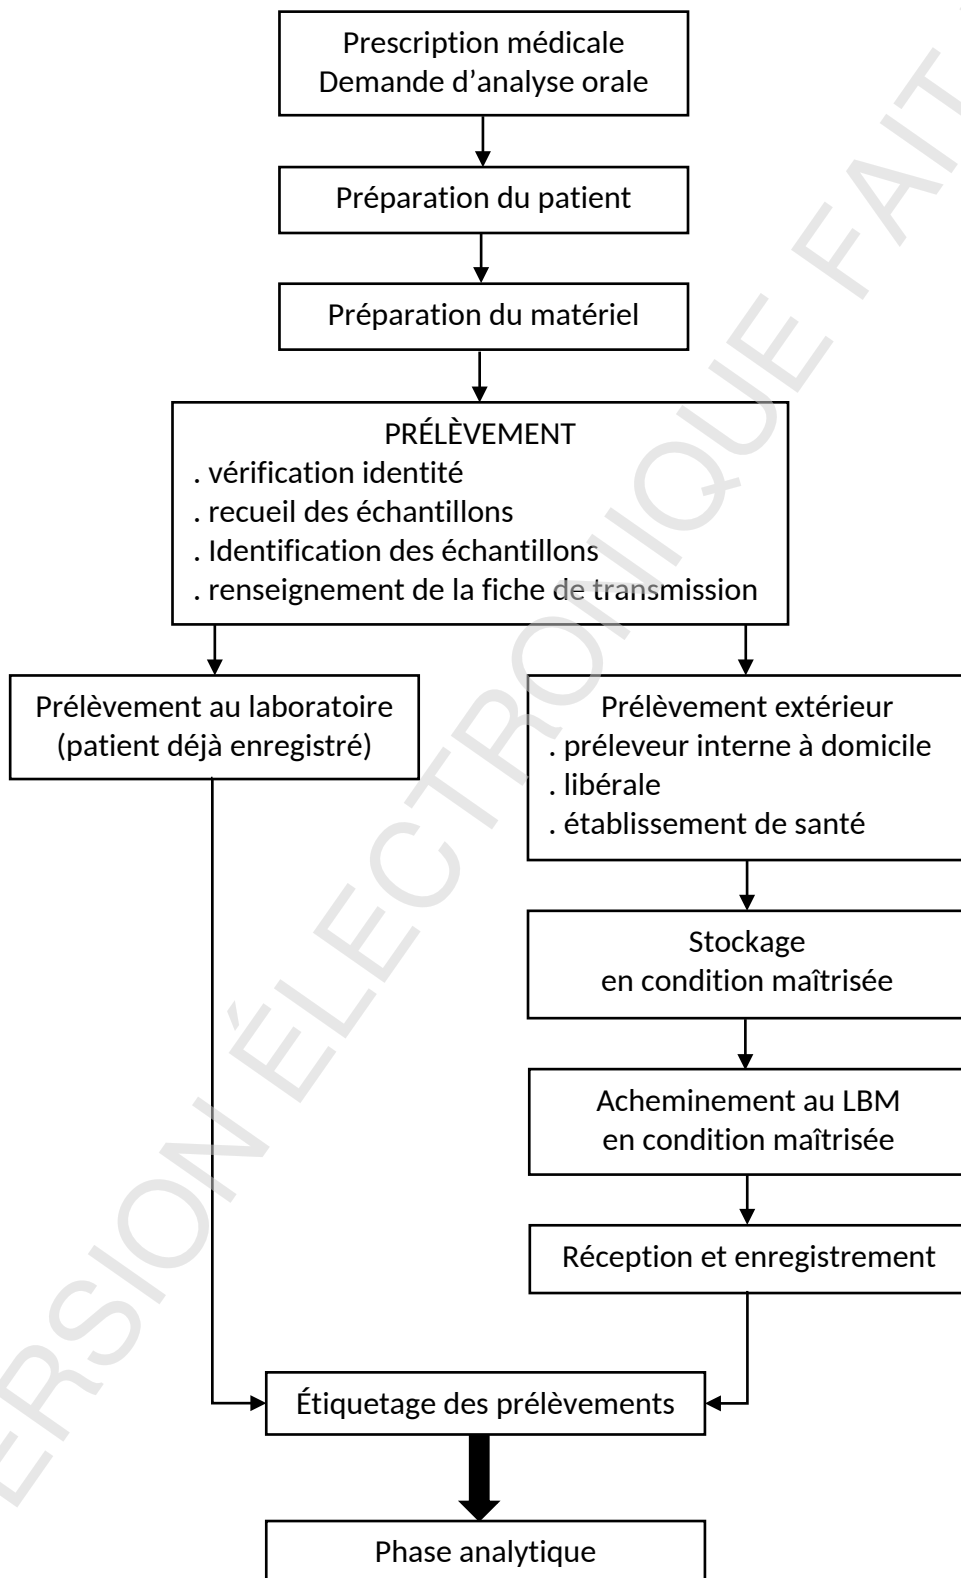 Prescription médicale
Demande d’analyse orale
Préparation du patient
Préparation du matériel
PRÉLÈVEMENT
. vérification identité
. recueil des échantillons
. Identification des échantillons
. renseignement de la fiche de transmission
Prélèvement au laboratoire
(patient déjà enregistré)
Prélèvement extérieur
. préleveur interne à domicile
. libérale
. établissement de santé
Stockage
en condition maîtrisée
Acheminement au LBM
en condition maîtrisée
Réception et enregistrement
Étiquetage des prélèvements
Phase analytique
ERSION ÉLECTRONIQUE FAIT